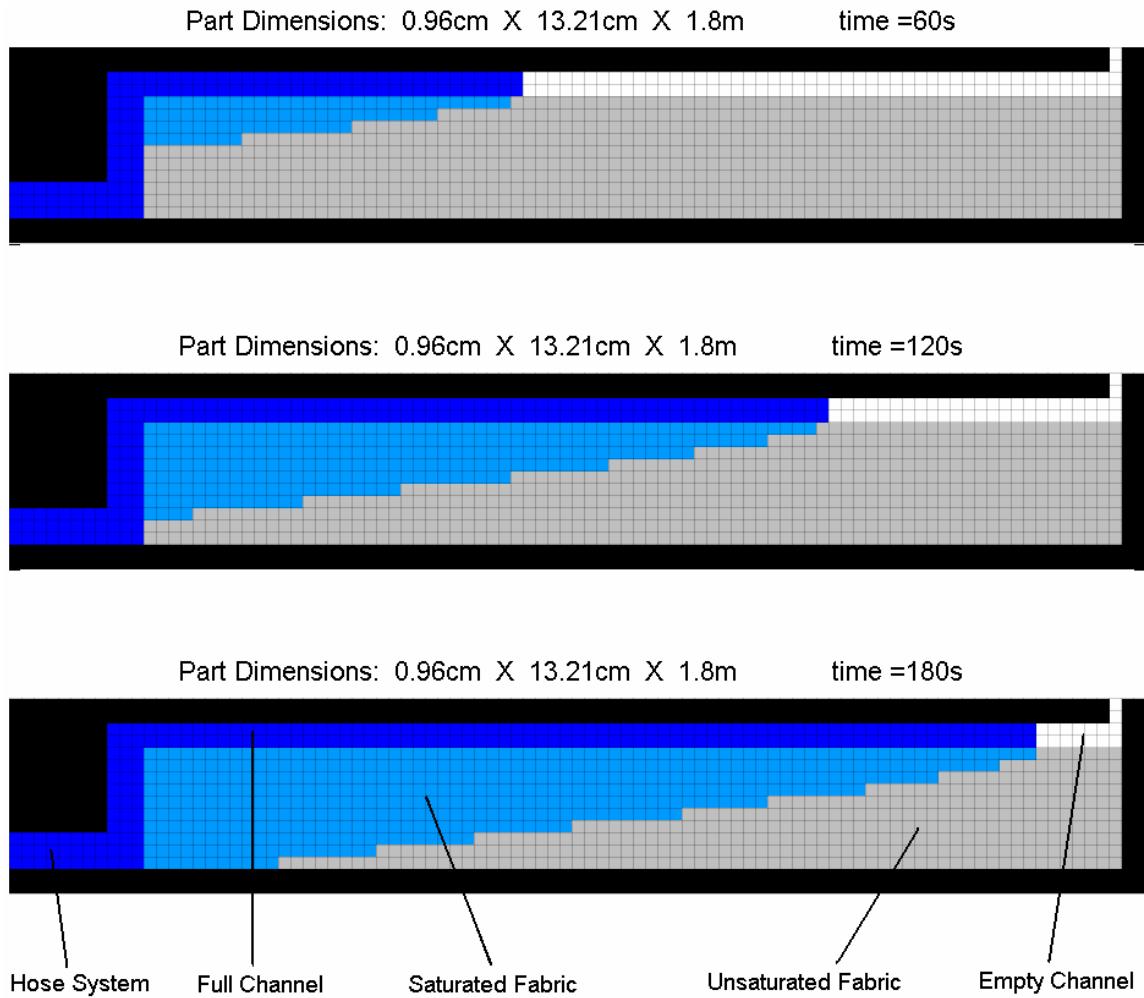 Part Dimensions: 0.96cm X 13.21cm X 1.8m time =60s
Part Dimensions: 0.96cm X 13.21cm X 1.8m time =120s
Part Dimensions: 0.96cm X 13.21cm X 1.8m time =180s
Hose System Full Channel Saturated Fabric Unsaturated Fabric Empty Channel